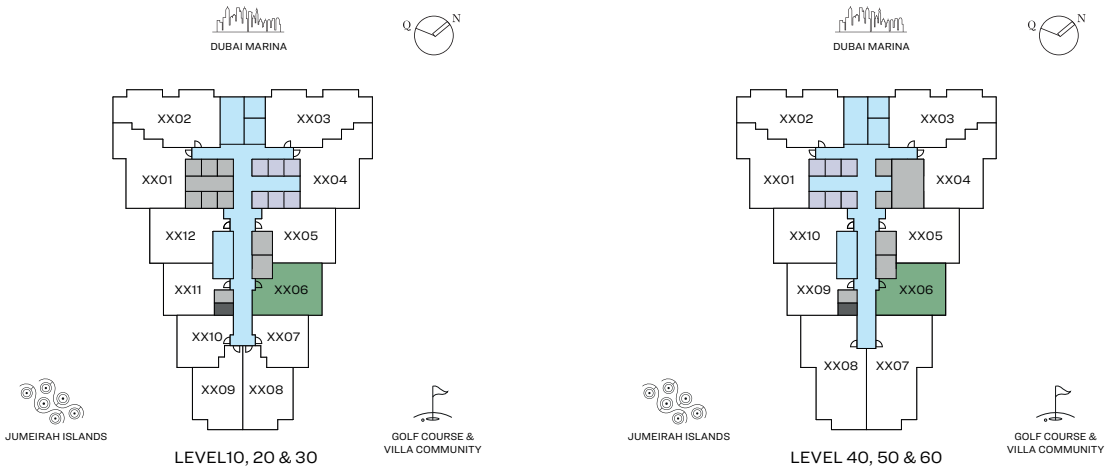 DUBAI MARINA
Q N
XX02
XX03
XX01
XX04
XX12
XX05
XX11
XX06
XX10
XX07
XX09
XX08
JUMEIRAH ISLANDS
GOLF COURSE &
VILLA COMMUNITY
LEVEL10, 20 & 30
DUBAI MARINA
Q N
XX02
XX03
XX01
XX04
XX10
XX05
XX09
XX06
XX08
XX07
JUMEIRAH ISLANDS
GOLF COURSE &
VILLA COMMUNITY
LEVEL 40, 50 & 60